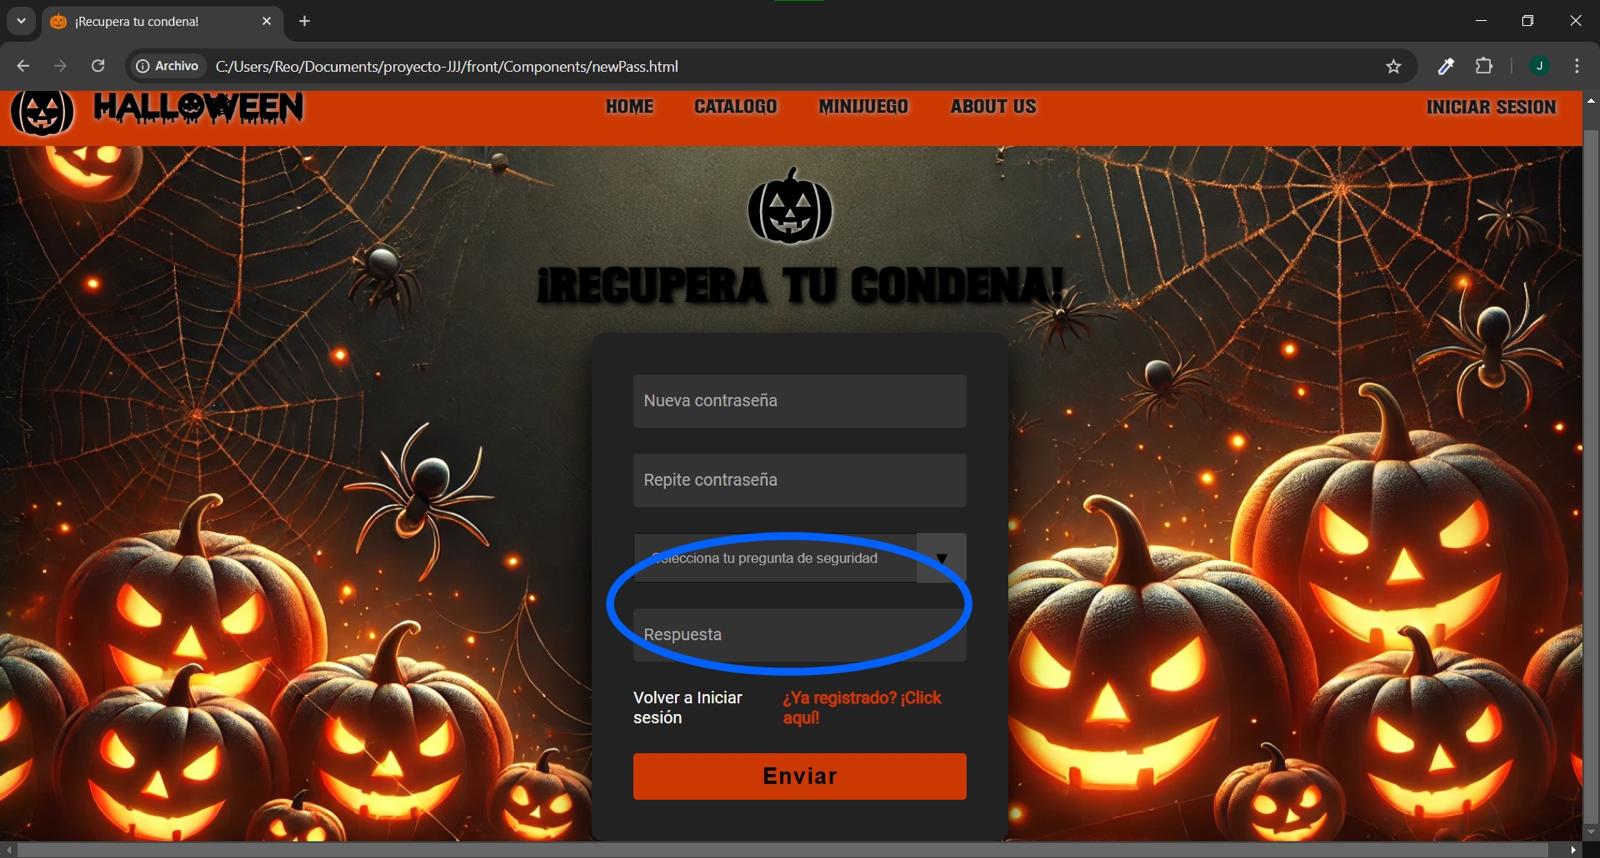 ¡Recupera tu condena!
Archivo
C:/Users/Reo/Documents/proyecto-JJJ/front/Components/newPass.html
J
HALLOWEEN
HOME
CATALOGO
MINIJUEGO
ABOUT US
INICIAR SESION
¡RECUPERA TU CONDENA!
Nueva contraseña
Repite contraseña
Selecciona tu pregunta de seguridad
Respuesta
Volver a Iniciar
sesión
¿Ya registrado? ¡Click
aquí!
Enviar